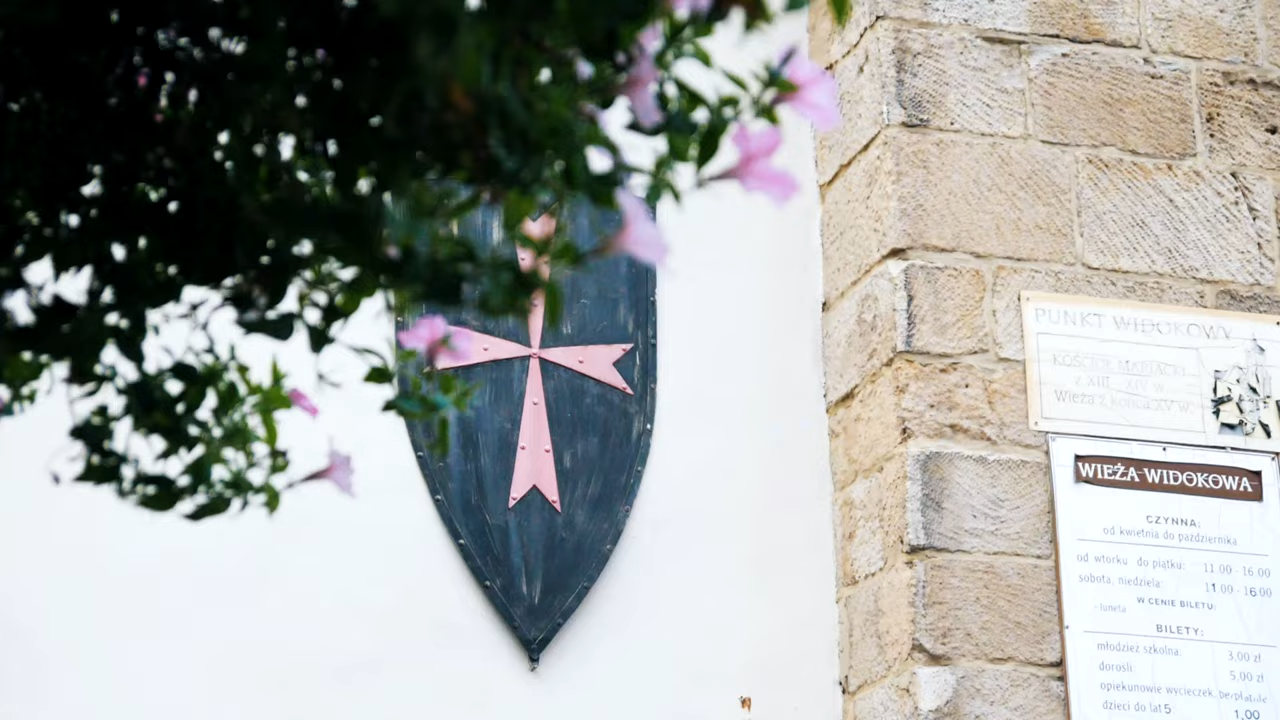 PUNKT WIDOKOWY
KOŚCIÓŁ MARIACKI
z XIII - XIV w.
Wieża z końca XV w.
WIEŻA WIDOKOWA
CZYNNA:
od kwietnia do października
od wtorku do piątku: 11.00 - 16.00
sobota, niedziela: 11.00 - 16.00
W CENIE BILETU:
- luneta
BILETY:
młodzież szkolna: 3,00 zł
dorośli: 5,00 zł
opiekunowie wycieczek bezpłatnie
dzieci do lat 5 1,00